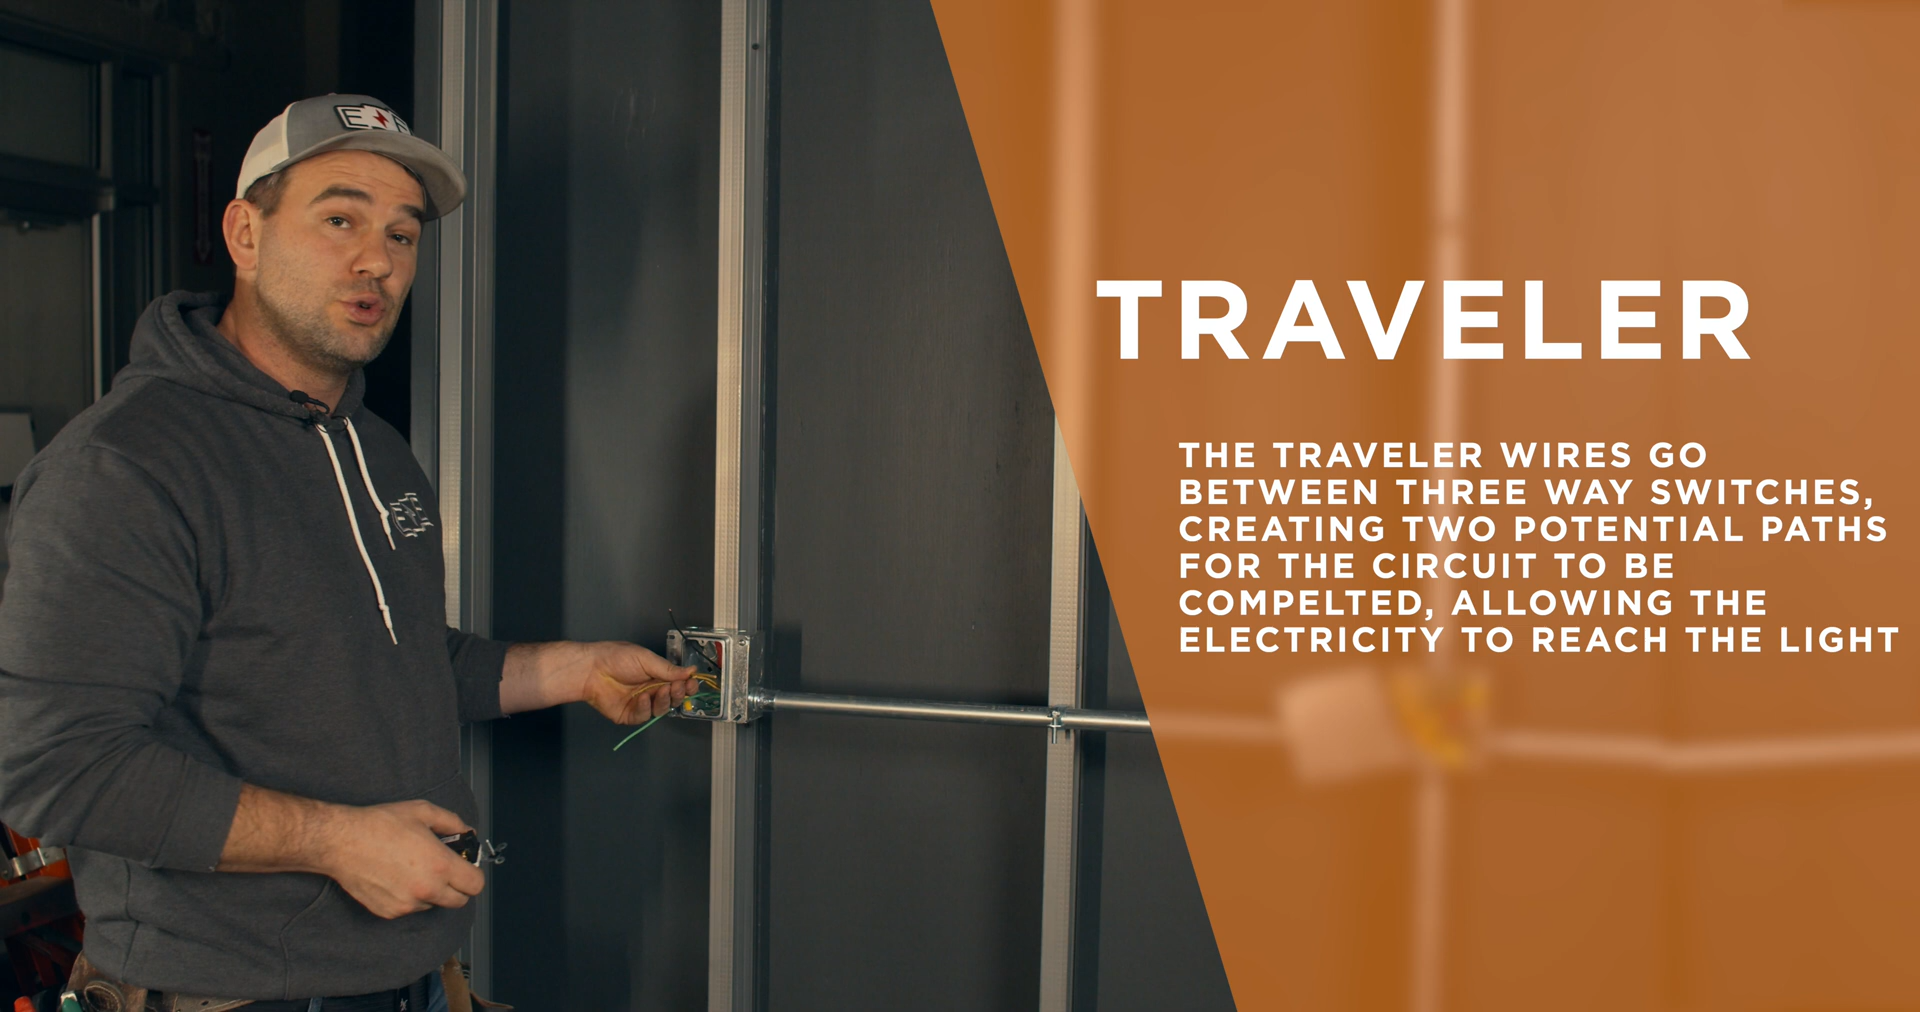 TRAVELER
THE TRAVELER WIRES GO
BETWEEN THREE WAY SWITCHES,
CREATING TWO POTENTIAL PATHS
FOR THE CIRCUIT TO BE
COMPELTED, ALLOWING THE
ELECTRICITY TO REACH THE LIGHT